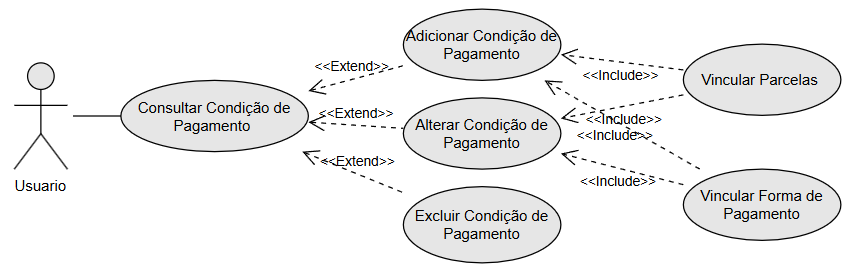 Adicionar Condição de
Pagamento
<<Extend>>
<<Include>>
Vincular Parcelas
Consultar Condição de
Pagamento
<<Extend>>
Alterar Condição de
Pagamento
<<Include>>
<<Include>>
<<Extend>>
<<Include>>
Usuario
Vincular Forma de
Pagamento
Excluir Condição de
Pagamento